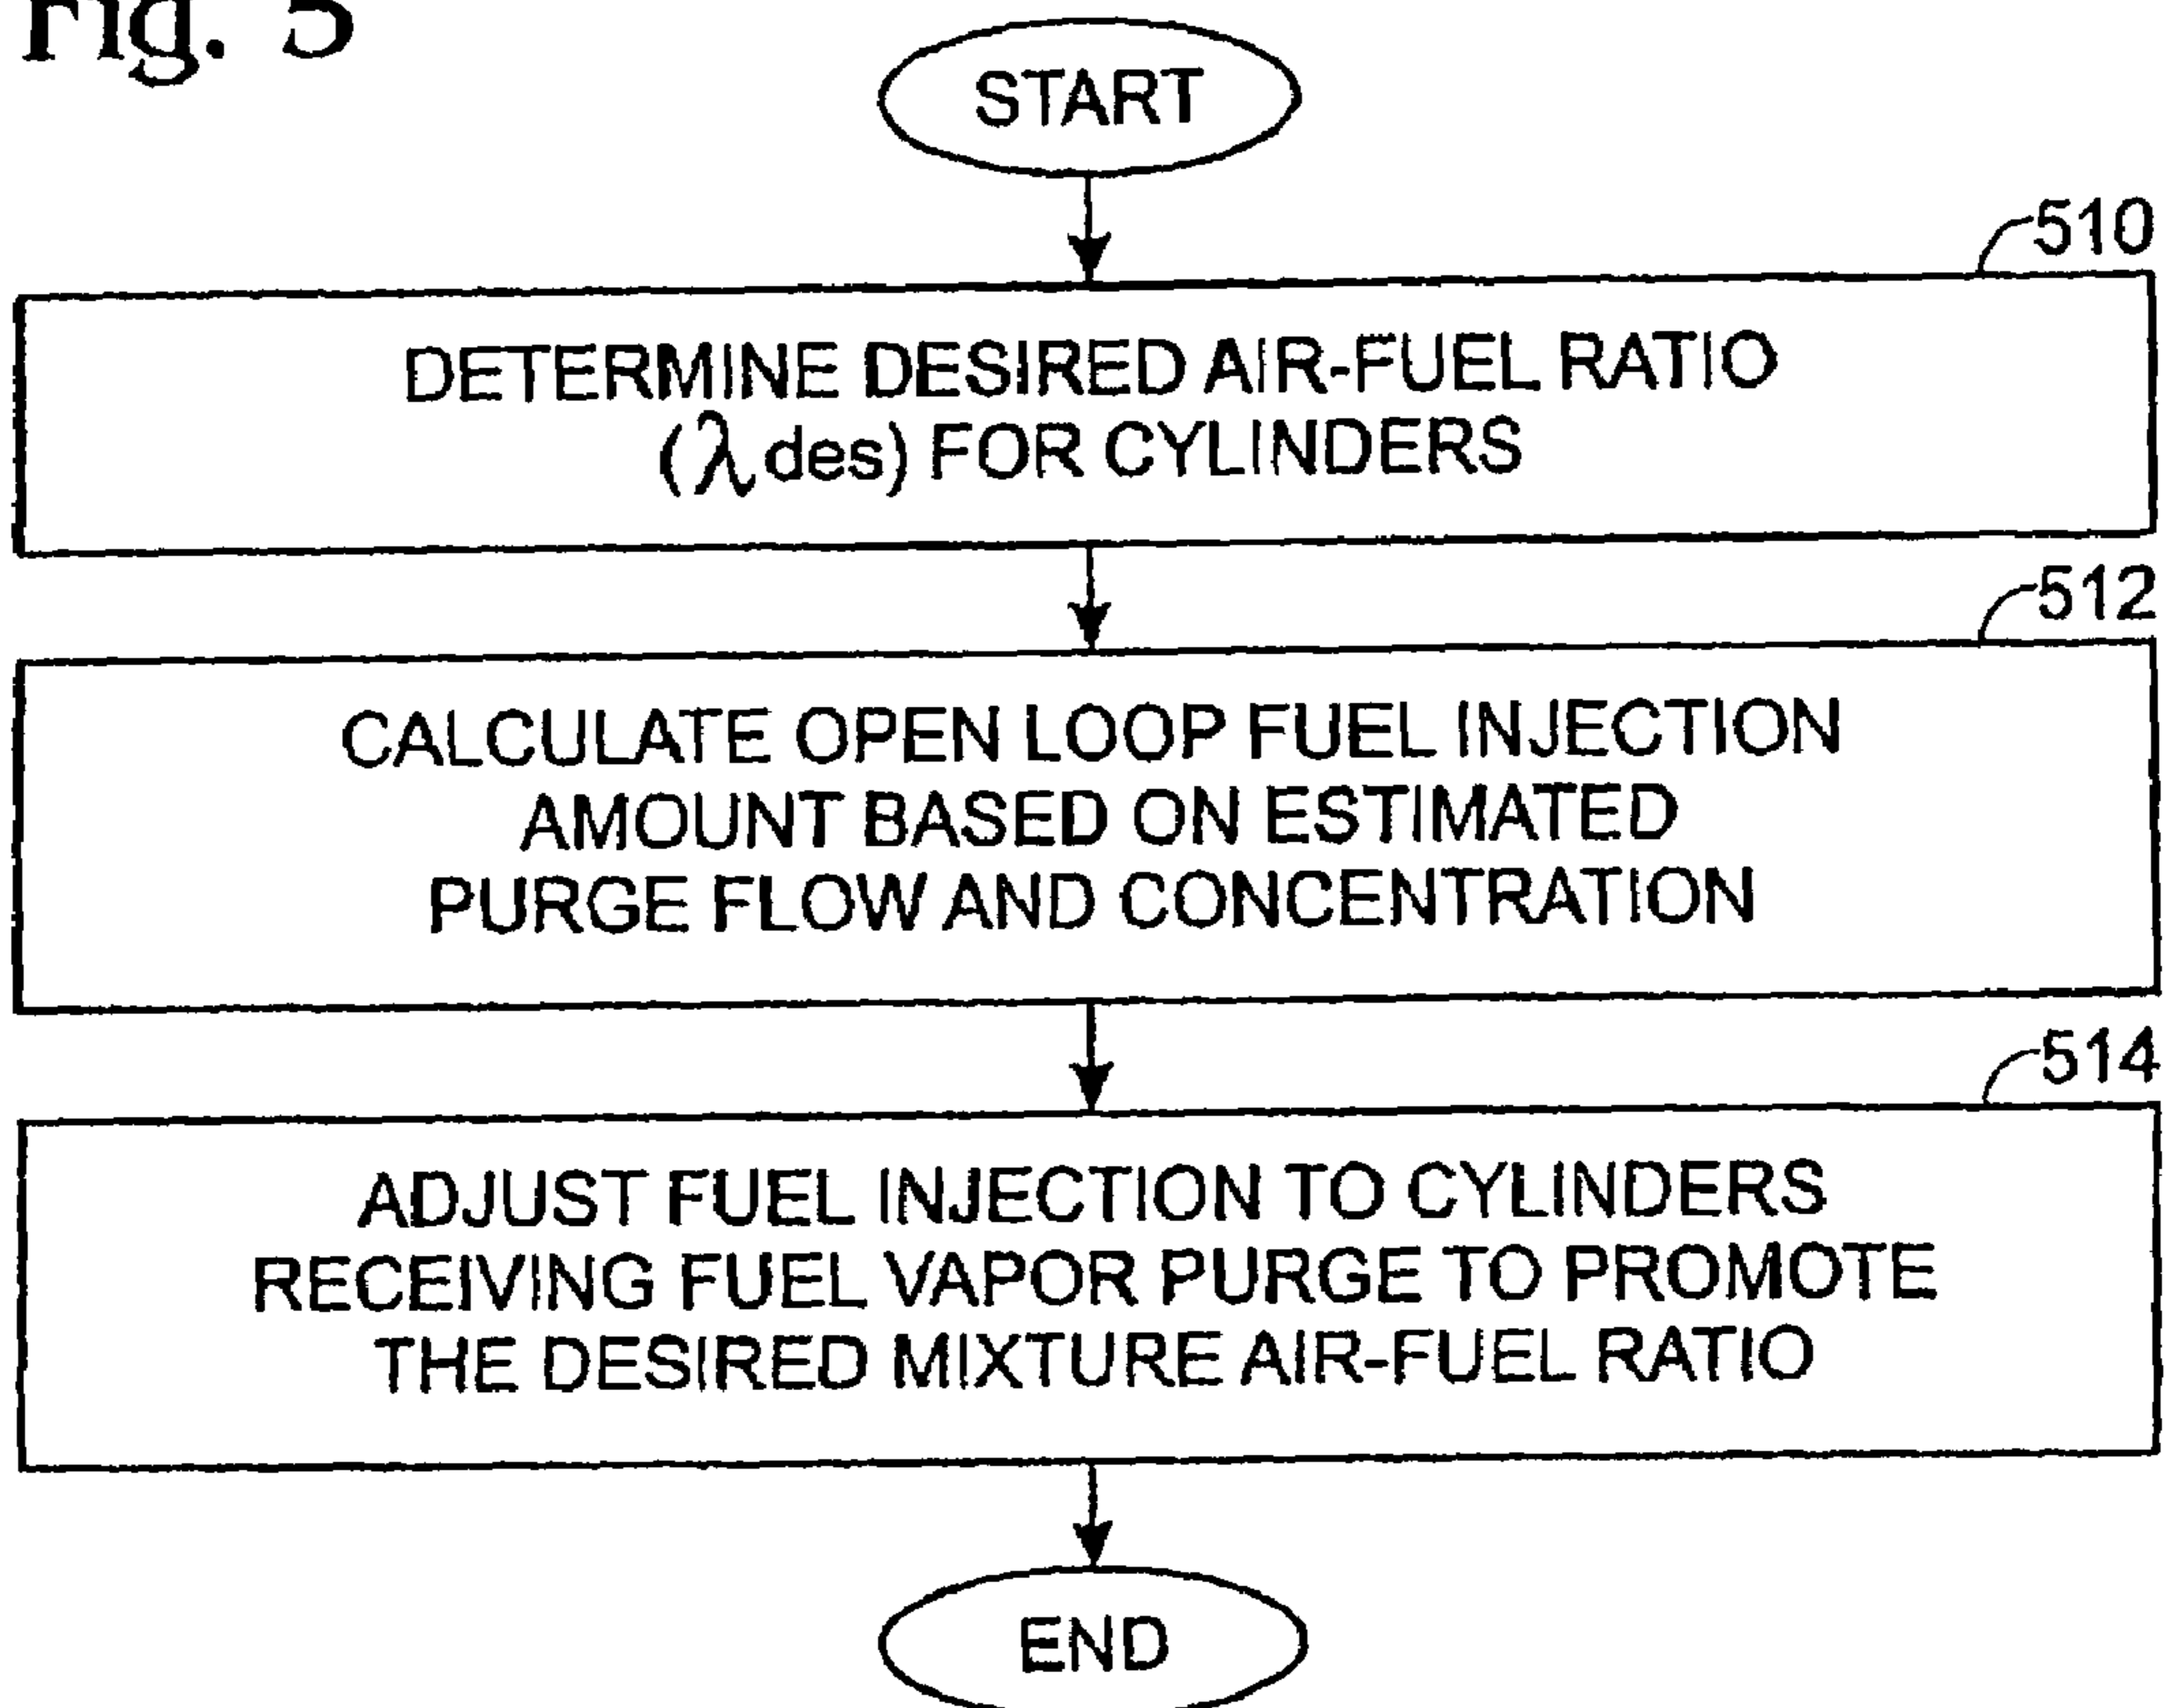 Fig. 5
START
510
DETERMINE DESIRED AIR-FUEL RATIO
(λ des) FOR CYLINDERS
512
CALCULATE OPEN LOOP FUEL INJECTION
AMOUNT BASED ON ESTIMATED
PURGE FLOW AND CONCENTRATION
514
ADJUST FUEL INJECTION TO CYLINDERS
RECEIVING FUEL VAPOR PURGE TO PROMOTE
THE DESIRED MIXTURE AIR-FUEL RATIO
END